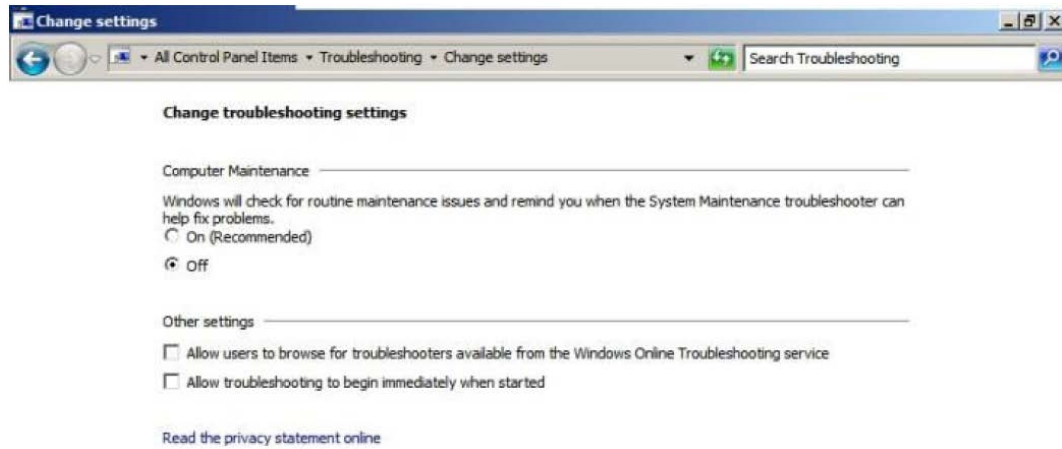 Change settings
All Control Panel Items Troubleshooting Change settings Search Troubleshooting
Change troubleshooting settings
Computer Maintenance
Windows will check for routine maintenance issues and remind you when the System Maintenance troubleshooter can
help fix problems.
On (Recommended)
Off
Other settings
Allow users to browse for troubleshooters available from the Windows Online Troubleshooting service
Allow troubleshooting to begin immediately when started
Read the privacy statement online